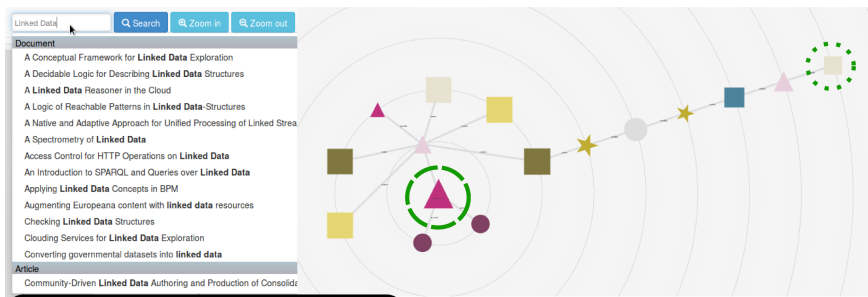 Linked Data
Search
Zoom in
Zoom out
Document
A Conceptual Framework for Linked Data Exploration
A Decidable Logic for Describing Linked Data Structures
A Linked Data Reasoner in the Cloud
A Logic of Reachable Patterns in Linked Data-Structures
A Native and Adaptive Approach for Unified Processing of Linked Strea
A Spectrometry of Linked Data
Access Control for HTTP Operations on Linked Data
An Introduction to SPARQL and Queries over Linked Data
Applying Linked Data Concepts in BPM
Augmenting Europeana content with linked data resources
Checking Linked Data Structures
Clouding Services for Linked Data Exploration
Converting governmental datasets into linked data
Article
Community-Driven Linked Data Authoring and Production of Consolida